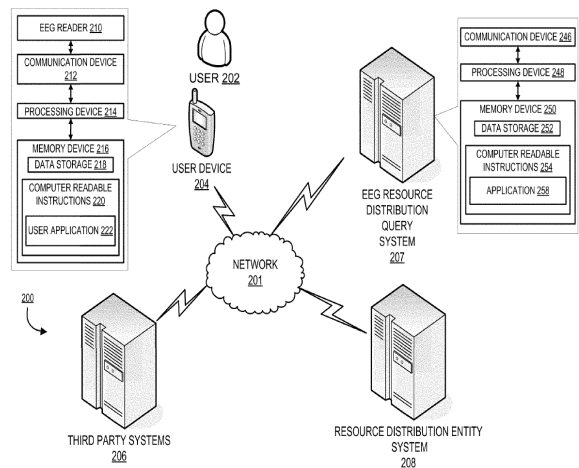 EEG READER 210
COMMUNICATION DEVICE
212
PROCESSING DEVICE 214
MEMORY DEVICE 216
DATA STORAGE 218
COMPUTER READABLE
INSTRUCTIONS 220
USER APPLICATION 222
USER 202
USER DEVICE
204
COMMUNICATION DEVICE 246
PROCESSING DEVICE 248
MEMORY DEVICE 250
DATA STORAGE 252
COMPUTER READABLE
INSTRUCTIONS 254
APPLICATION 258
EEG RESOURCE
DISTRIBUTION
QUERY
SYSTEM
207
NETWORK
201
200
THIRD PARTY SYSTEMS
206
RESOURCE DISTRIBUTION ENTITY
SYSTEM
208